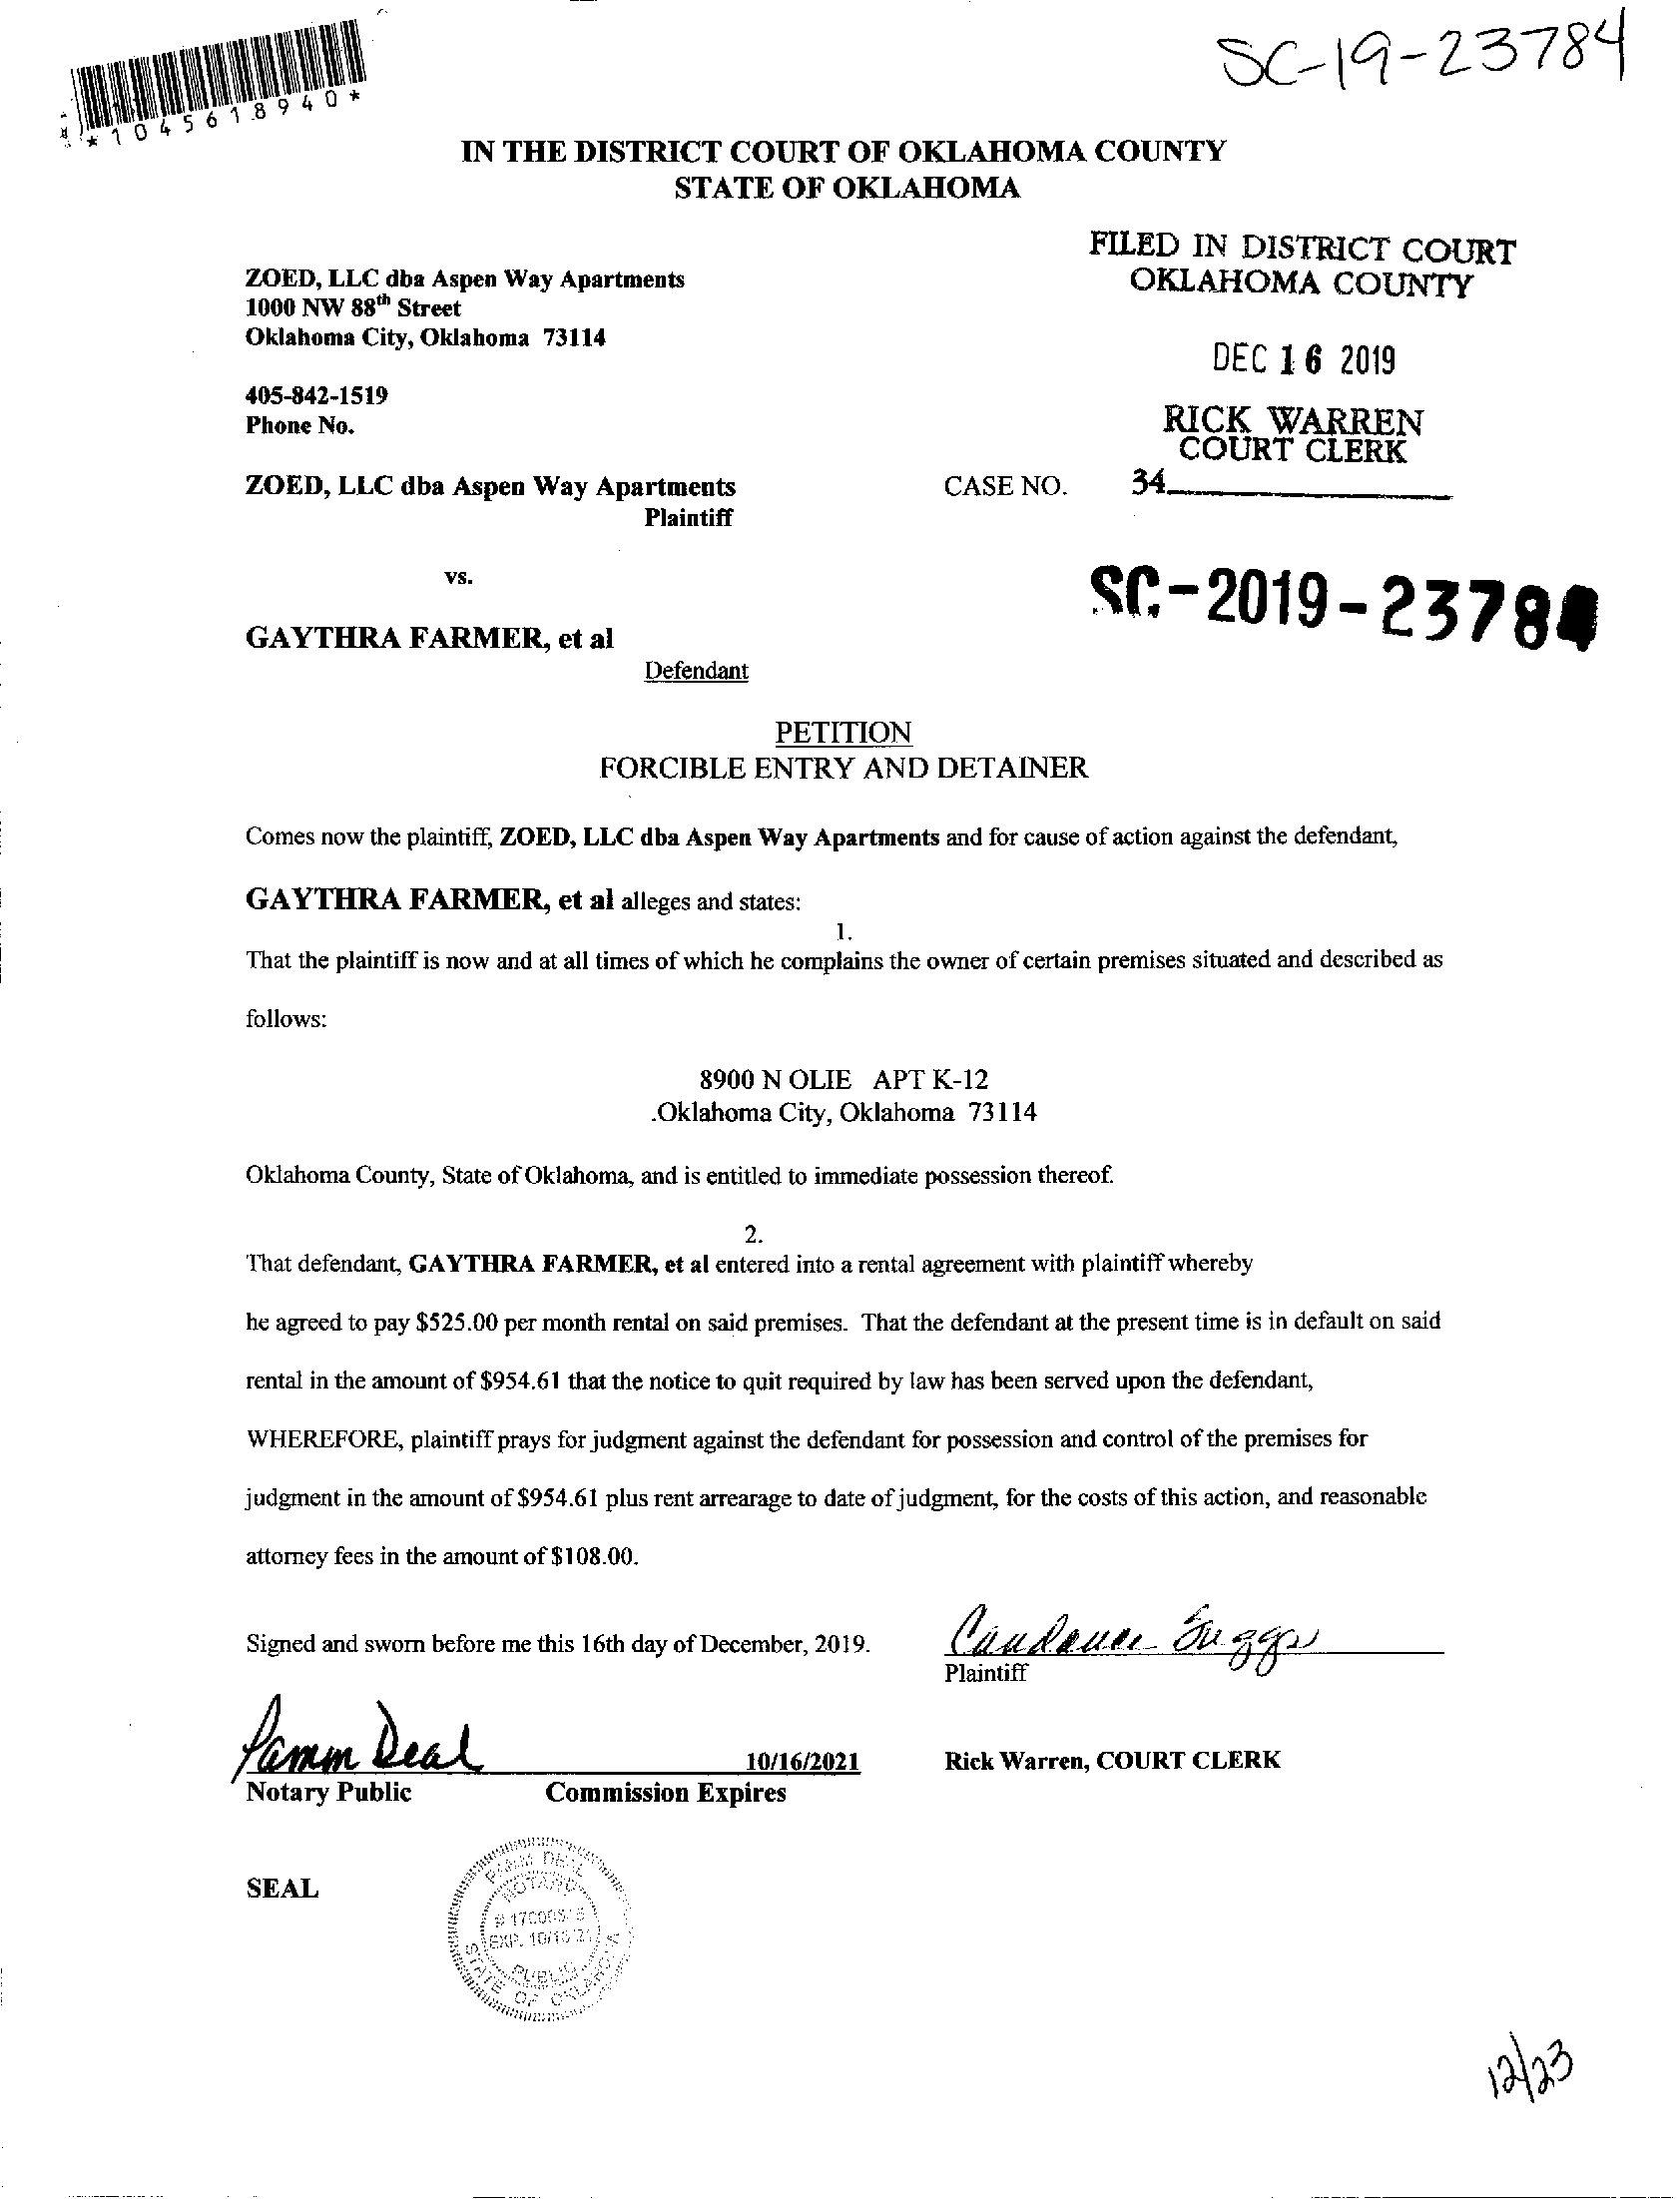 SC-19-23784
*1045618940*
IN THE DISTRICT COURT OF OKLAHOMA COUNTY
STATE OF OKLAHOMA
FILED IN DISTRICT COURT
OKLAHOMA COUNTY
ZOED, LLC dba Aspen Way Apartments
1000 NW 88th Street
Oklahoma City, Oklahoma 73114
DEC 16 2019
405-842-1519
Phone No.
RICK WARREN
COURT CLERK
ZOED, LLC dba Aspen Way Apartments
CASE NO. 34
Plaintiff
vs.
SC-2019-23784
GAYTHRA FARMER, et al
Defendant
PETITION
FORCIBLE ENTRY AND DETAINER
Comes now the plaintiff, ZOED, LLC dba Aspen Way Apartments and for cause of action against the defendant,
GAYTHRA FARMER, et al alleges and states:
1.
That the plaintiff is now and at all times of which he complains the owner of certain premises situated and described as
follows:
8900 N OLIE APT K-12
.Oklahoma City, Oklahoma 73114
Oklahoma County, State of Oklahoma, and is entitled to immediate possession thereof.
2.
That defendant, GAYTHRA FARMER, et al entered into a rental agreement with plaintiff whereby
he agreed to pay $525.00 per month rental on said premises. That the defendant at the present time is in default on said
rental in the amount of $954.61 that the notice to quit required by law has been served upon the defendant,
WHEREFORE, plaintiff prays for judgment against the defendant for possession and control of the premises for
judgment in the amount of $954.61 plus rent arrearage to date of judgment, for the costs of this action, and reasonable
attorney fees in the amount of $108.00.
Signed and sworn before me this 16th day of December, 2019.
Candance Suggs
Plaintiff
Pamm Deal
10/16/2021
Rick Warren, COURT CLERK
Notary Public Commission Expires
SEAL
PAMM DEAL
NOTARY
EXP. 10/16/21
PUBLIC
STATE OF OKLAHOMA
12/23